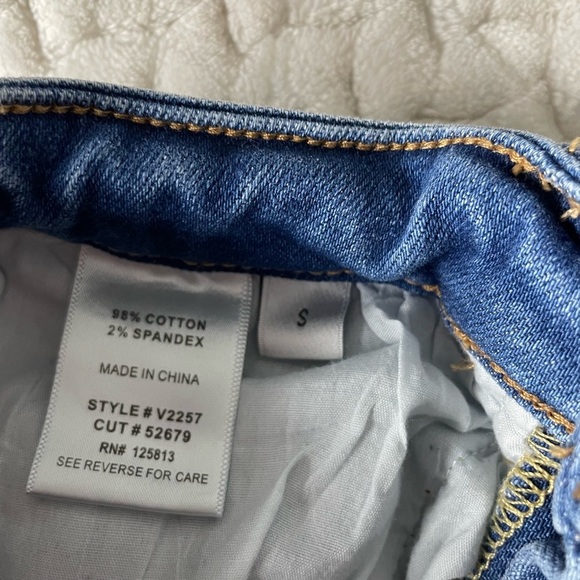 98% COTTON
2% SPANDEX
MADE IN CHINA
STYLE # V2257
CUT # 52679
RN# 125813
SEE REVERSE FOR CARE
S